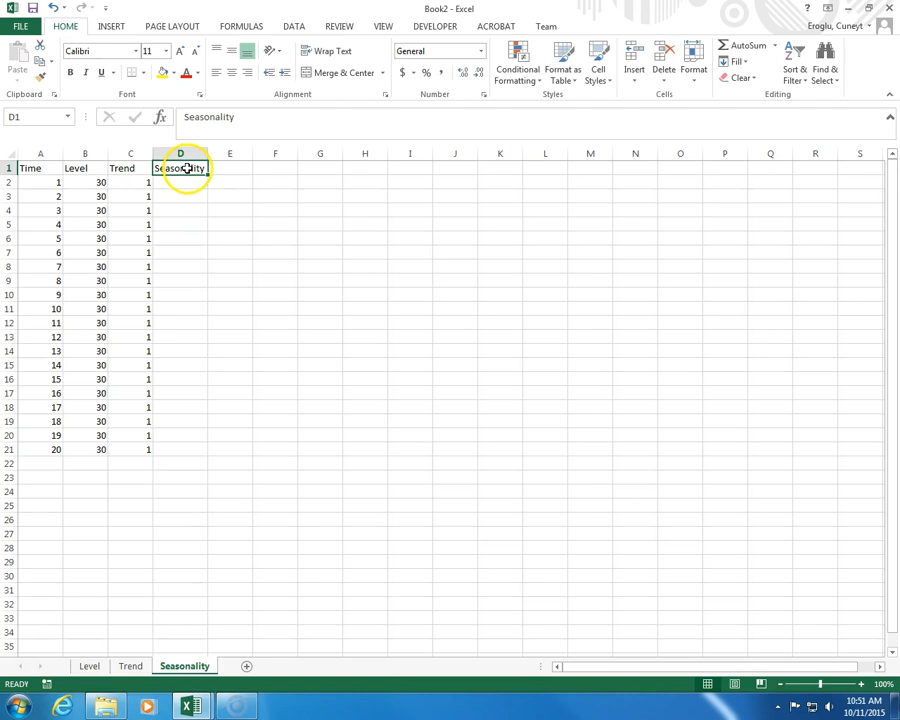 Book2 - Excel
FILE HOME INSERT PAGE LAYOUT FORMULAS DATA REVIEW VIEW DEVELOPER ACROBAT Team Eroglu, Cuneyt
Paste Calibri 11 Wrap Text General Conditional Formatting Format as Table Cell Styles Insert Delete Format AutoSum Sort & Filter Find & Select
B I U Merge & Center $ % , Fill
Clear
Clipboard Font Alignment Number Styles Cells Editing
D1 fx Seasonality
A B C D E F G H I J K L M N O P Q R S
1 Time Level Trend Seasonality
2 1 30 1
3 2 30 1
4 3 30 1
5 4 30 1
6 5 30 1
7 6 30 1
8 7 30 1
9 8 30 1
10 9 30 1
11 10 30 1
12 11 30 1
13 12 30 1
14 13 30 1
15 14 30 1
16 15 30 1
17 16 30 1
18 17 30 1
19 18 30 1
20 19 30 1
21 20 30 1
22
23
24
25
26
27
28
29
30
31
32
33
34
35
Level Trend Seasonality
READY 100%
10:51 AM
10/11/2015